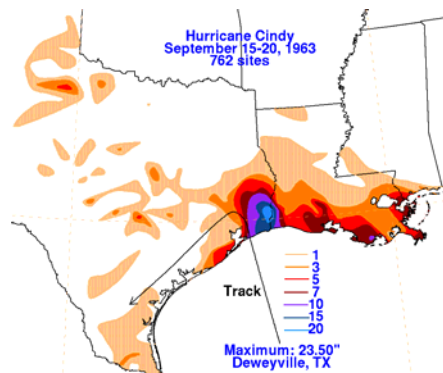 Hurricane Cindy
September 15-20, 1963
762 sites
Track
1
3
5
7
10
15
20
Maximum: 23.50"
Deweyville, TX